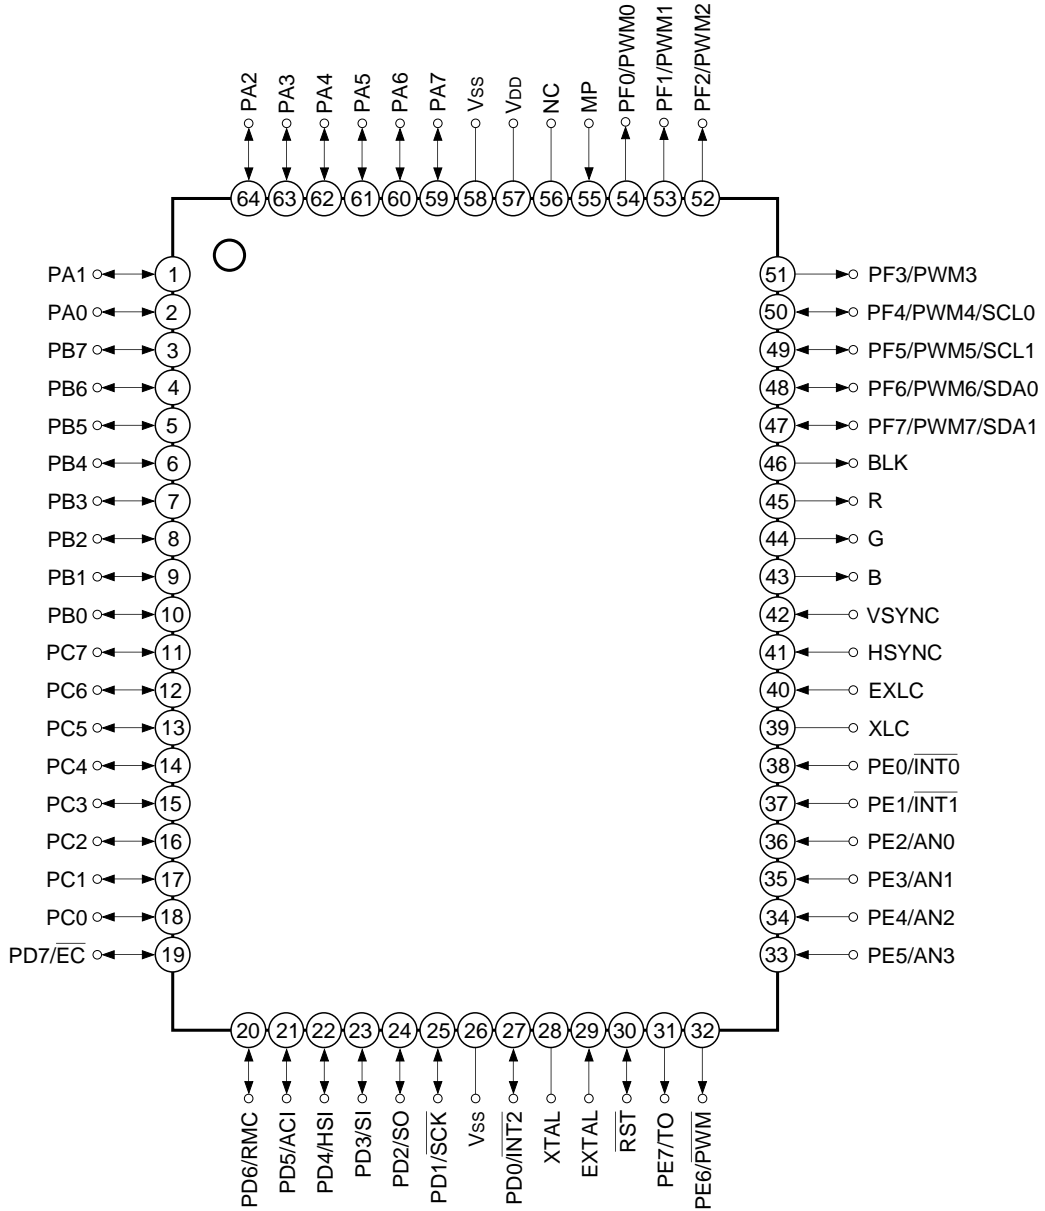 PA2
PA3
PA4
PA5
PA6
PA7
VSS
VDD
NC
MP
PF0/PWM0
PF1/PWM1
PF2/PWM2
64
63
62
61
60
59
58
57
56
55
54
53
52
PA1 1
PA0 2
PB7 3
PB6 4
PB5 5
PB4 6
PB3 7
PB2 8
PB1 9
PB0 10
PC7 11
PC6 12
PC5 13
PC4 14
PC3 15
PC2 16
PC1 17
PC0 18
PD7/E̅C̅ 19
51 PF3/PWM3
50 PF4/PWM4/SCL0
49 PF5/PWM5/SCL1
48 PF6/PWM6/SDA0
47 PF7/PWM7/SDA1
46 BLK
45 R
44 G
43 B
42 VSYNC
41 HSYNC
40 EXLC
39 XLC
38 PE0/I̅N̅T̅0̅
37 PE1/I̅N̅T̅1̅
36 PE2/AN0
35 PE3/AN1
34 PE4/AN2
33 PE5/AN3
20
21
22
23
24
25
26
27
28
29
30
31
32
PD6/RMC
PD5/ACI
PD4/HSI
PD3/SI
PD2/SO
PD1/S̅C̅K̅
VSS
PD0/I̅N̅T̅2̅
XTAL
EXTAL
R̅S̅T̅
PE7/TO
PE6/P̅W̅M̅